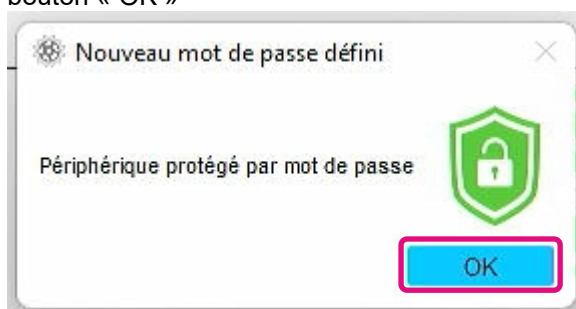 bouton « OK »
Nouveau mot de passe défini
Périphérique protégé par mot de passe
OK